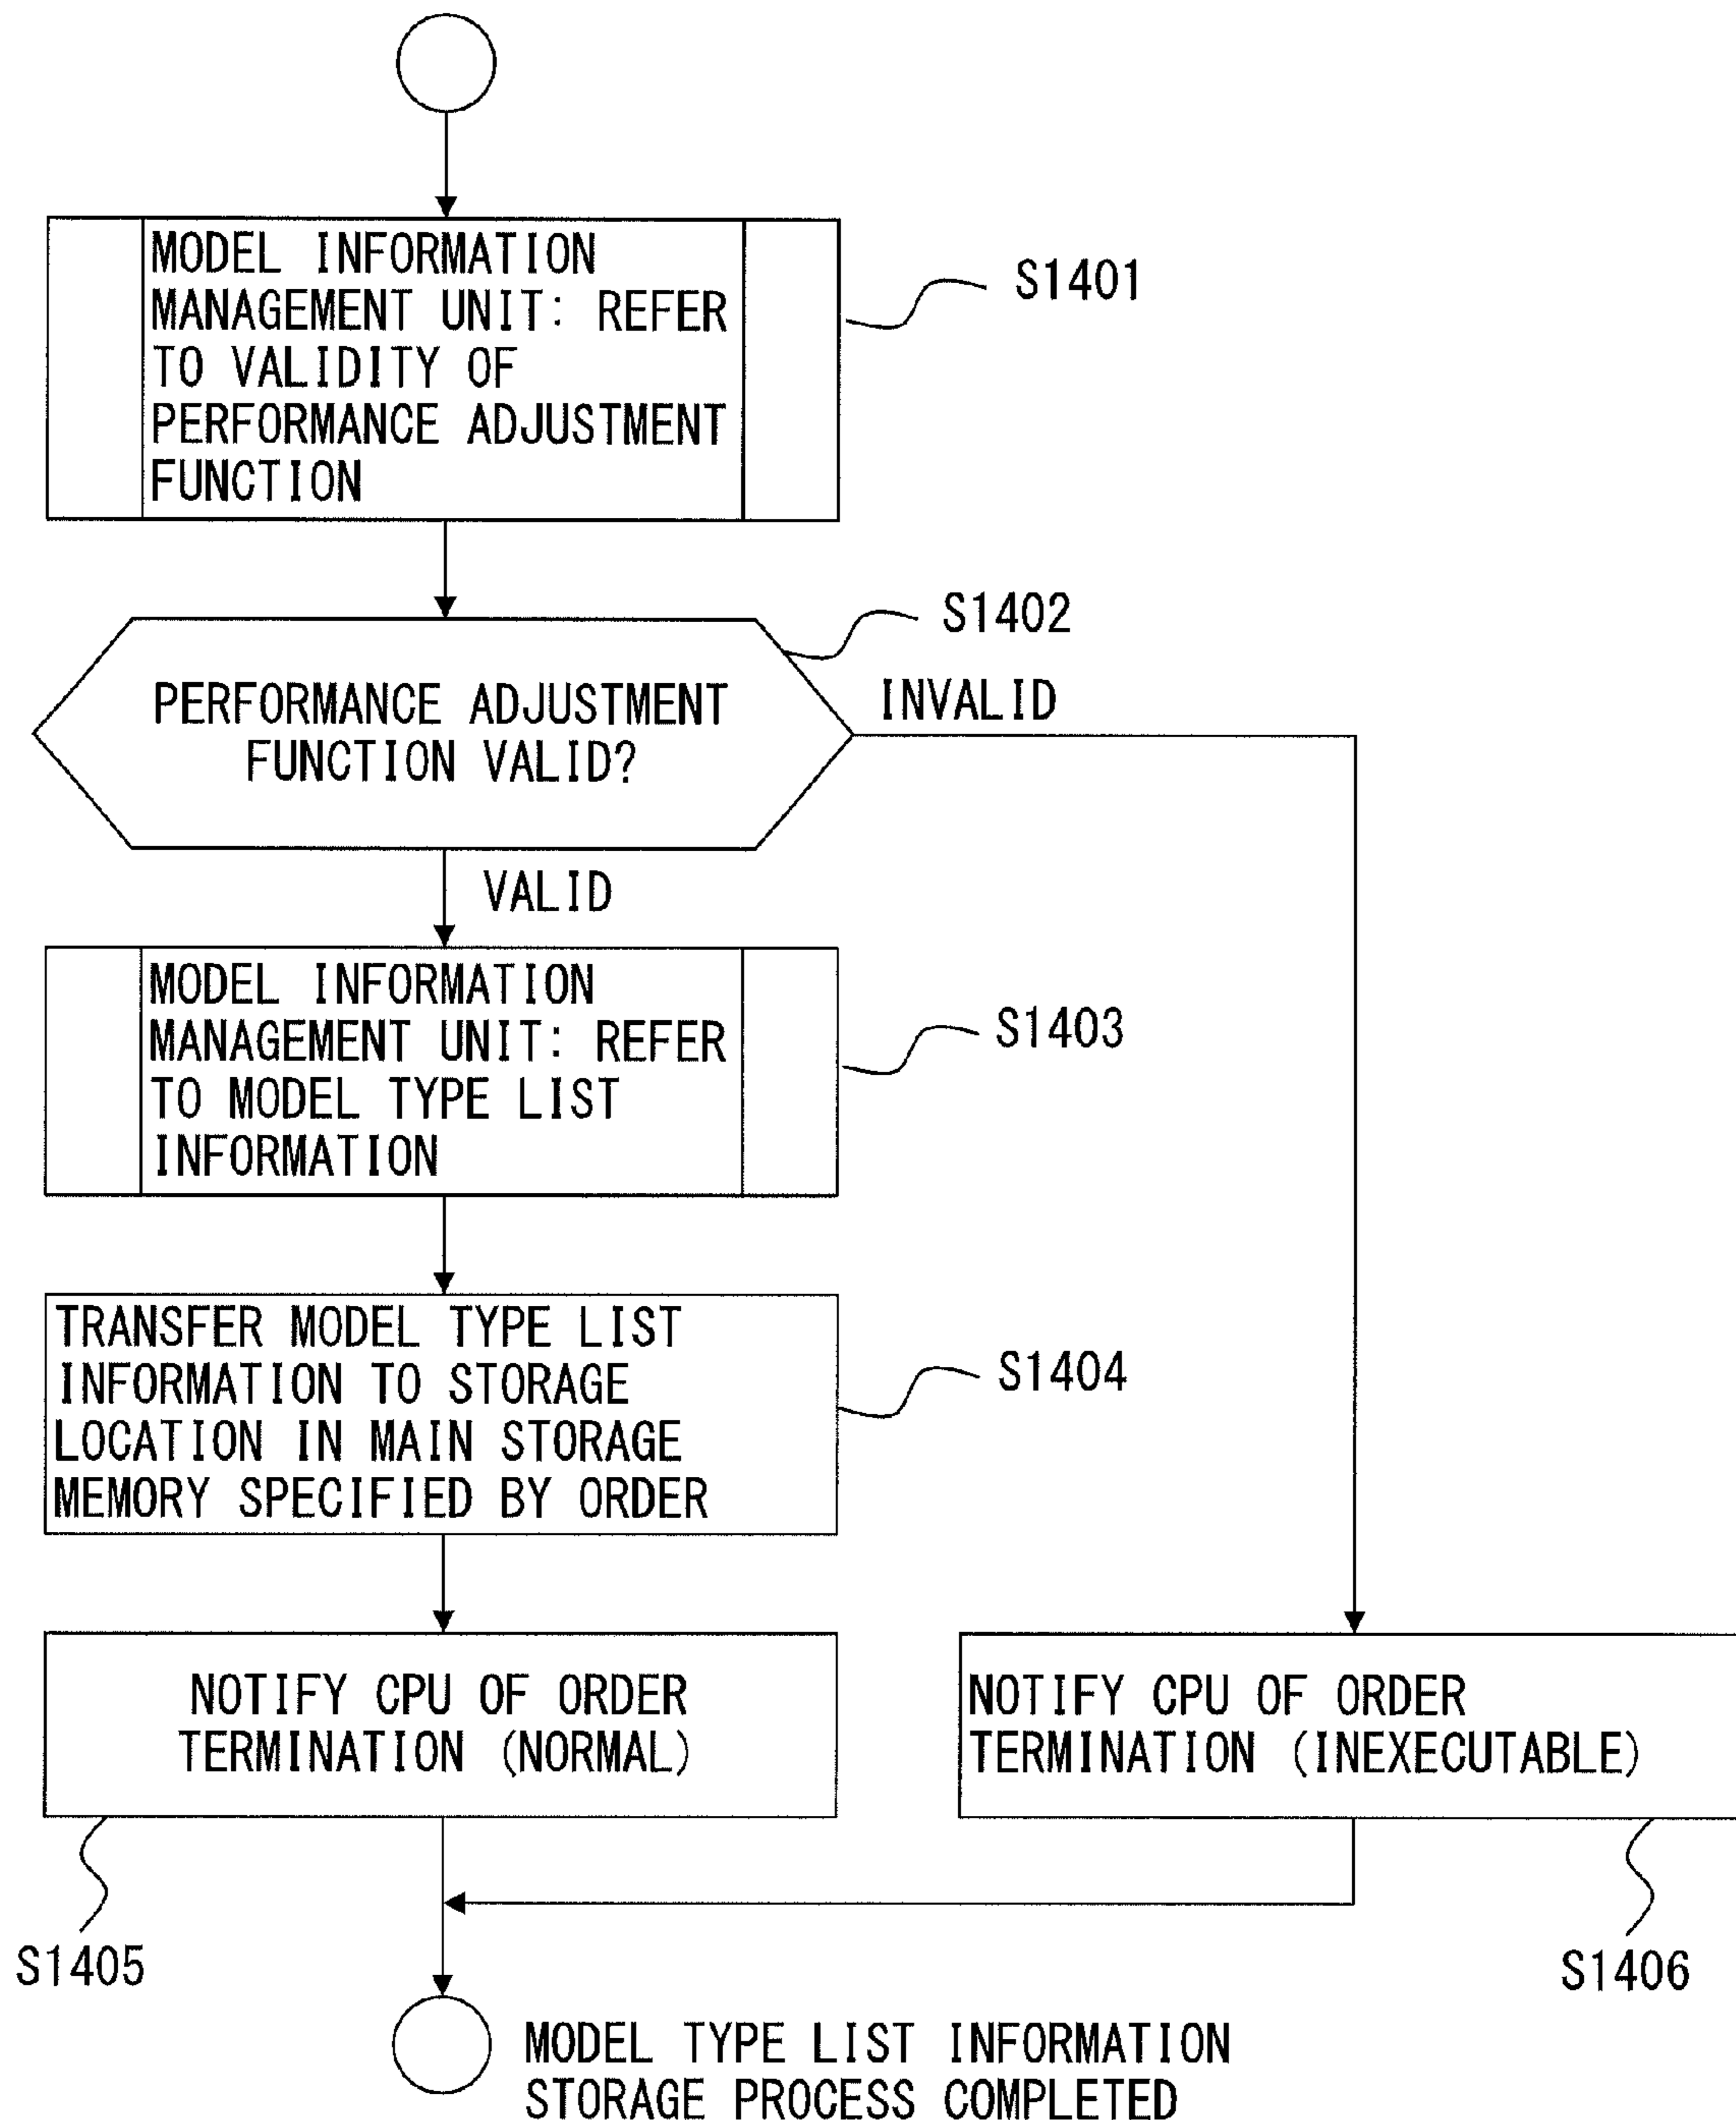 MODEL INFORMATION
MANAGEMENT UNIT: REFER
TO VALIDITY OF
PERFORMANCE ADJUSTMENT
FUNCTION
S1401
S1402
PERFORMANCE ADJUSTMENT
FUNCTION VALID?
INVALID
VALID
MODEL INFORMATION
MANAGEMENT UNIT: REFER
TO MODEL TYPE LIST
INFORMATION
S1403
TRANSFER MODEL TYPE LIST
INFORMATION TO STORAGE
LOCATION IN MAIN STORAGE
MEMORY SPECIFIED BY ORDER
S1404
NOTIFY CPU OF ORDER
TERMINATION (NORMAL)
NOTIFY CPU OF ORDER
TERMINATION (INEXECUTABLE)
S1405
S1406
MODEL TYPE LIST INFORMATION
STORAGE PROCESS COMPLETED